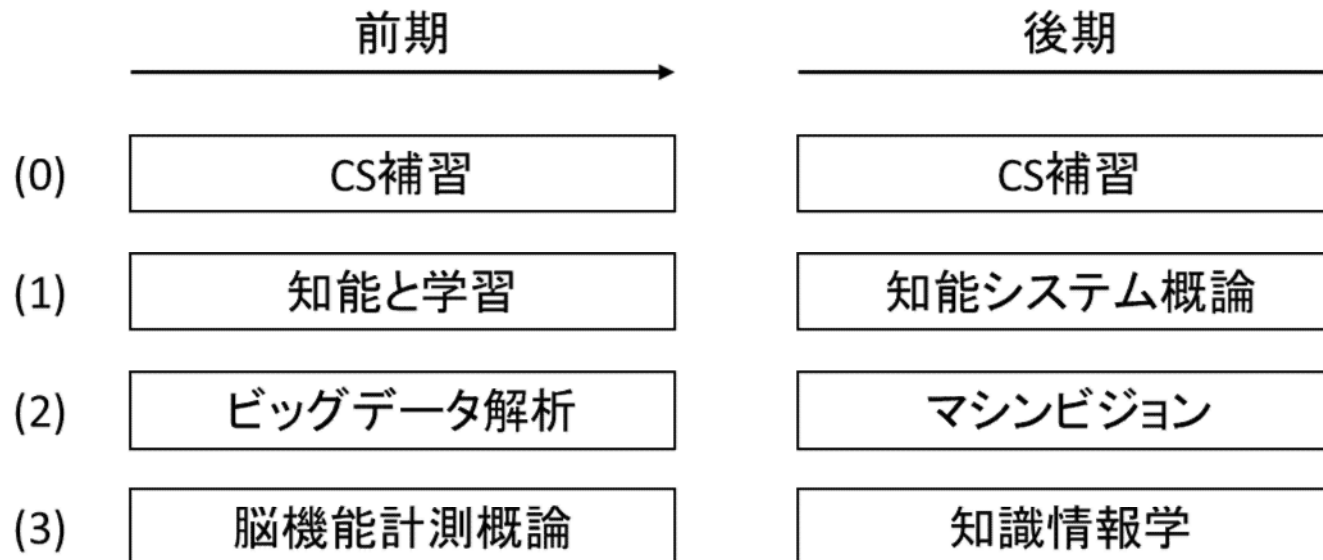 前期 後期
(0) CS補習 CS補習
(1) 知能と学習 知能システム概論
(2) ビッグデータ解析 マシンビジョン
(3) 脳機能計測概論 知識情報学